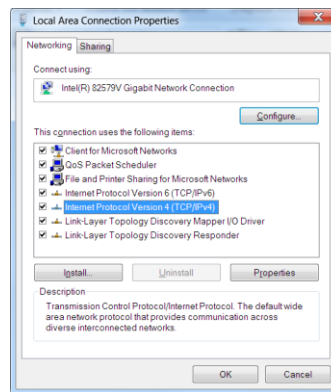 Local Area Connection Properties
Networking
Sharing
Connect using:
Intel(R) 82579V Gigabit Network Connection
Configure...
This connection uses the following items:
Client for Microsoft Networks
QoS Packet Scheduler
File and Printer Sharing for Microsoft Networks
Internet Protocol Version 6 (TCP/IPv6)
Internet Protocol Version 4 (TCP/IPv4)
Link-Layer Topology Discovery Mapper I/O Driver
Link-Layer Topology Discovery Responder
Install...
Uninstall
Properties
Description
Transmission Control Protocol/Internet Protocol. The default wide
area network protocol that provides communication across
diverse interconnected networks.
OK
Cancel